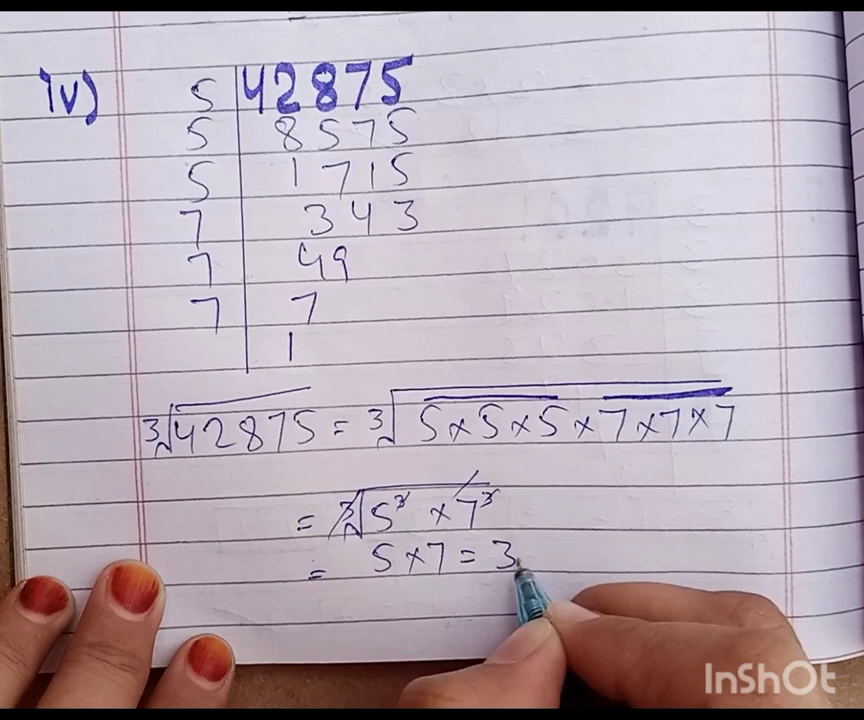 iv) 5 | 42875
5 | 8575
5 | 1715
7 | 343
7 | 49
7 | 7
| 1
∛42875 = ∛5×5×5×7×7×7
= ∛5³ × 7³
= 5×7 = 3
InShOt